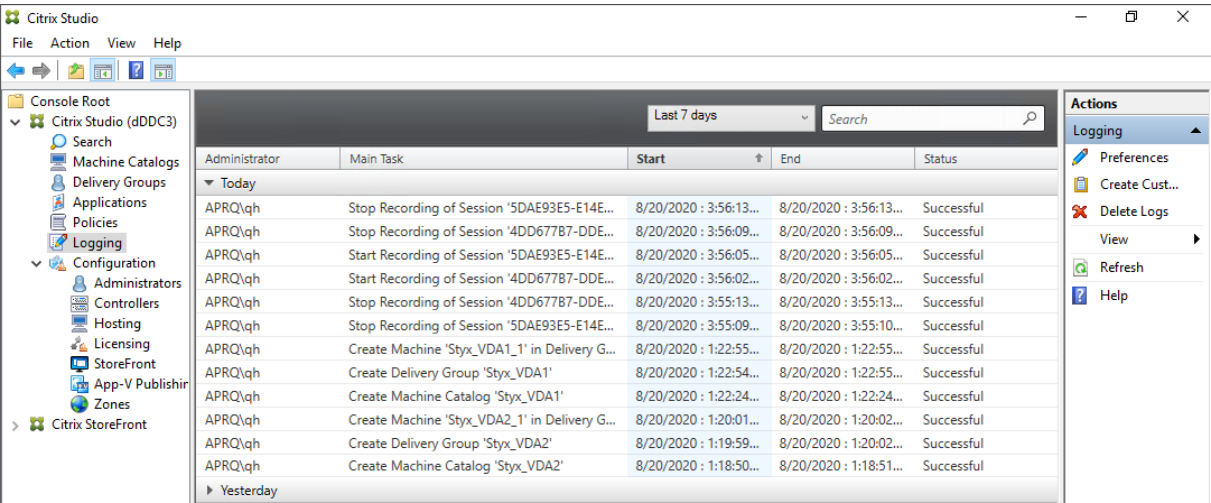 Citrix Studio
File Action View Help
Console Root
Citrix Studio (dDDC3)
Search
Machine Catalogs
Delivery Groups
Applications
Policies
Logging
Configuration
Administrators
Controllers
Hosting
Licensing
StoreFront
App-V Publishin
Zones
Citrix StoreFront
Last 7 days Search
Administrator Main Task Start End Status
Today
APRQ\qh Stop Recording of Session '5DAE93E5-E14E... 8/20/2020 : 3:56:13... 8/20/2020 : 3:56:13... Successful
APRQ\qh Stop Recording of Session '4DD677B7-DDE... 8/20/2020 : 3:56:09... 8/20/2020 : 3:56:09... Successful
APRQ\qh Start Recording of Session '5DAE93E5-E14E... 8/20/2020 : 3:56:05... 8/20/2020 : 3:56:05... Successful
APRQ\qh Start Recording of Session '4DD677B7-DDE... 8/20/2020 : 3:56:02... 8/20/2020 : 3:56:02... Successful
APRQ\qh Stop Recording of Session '4DD677B7-DDE... 8/20/2020 : 3:55:13... 8/20/2020 : 3:55:13... Successful
APRQ\qh Stop Recording of Session '5DAE93E5-E14E... 8/20/2020 : 3:55:09... 8/20/2020 : 3:55:10... Successful
APRQ\qh Create Machine 'Styx_VDA1_1' in Delivery G... 8/20/2020 : 1:22:55... 8/20/2020 : 1:22:55... Successful
APRQ\qh Create Delivery Group 'Styx_VDA1' 8/20/2020 : 1:22:54... 8/20/2020 : 1:22:55... Successful
APRQ\qh Create Machine Catalog 'Styx_VDA1' 8/20/2020 : 1:22:24... 8/20/2020 : 1:22:24... Successful
APRQ\qh Create Machine 'Styx_VDA2_1' in Delivery G... 8/20/2020 : 1:20:01... 8/20/2020 : 1:20:02... Successful
APRQ\qh Create Delivery Group 'Styx_VDA2' 8/20/2020 : 1:19:59... 8/20/2020 : 1:20:02... Successful
APRQ\qh Create Machine Catalog 'Styx_VDA2' 8/20/2020 : 1:18:50... 8/20/2020 : 1:18:51... Successful
Yesterday
Actions
Logging
Preferences
Create Cust...
Delete Logs
View
Refresh
Help